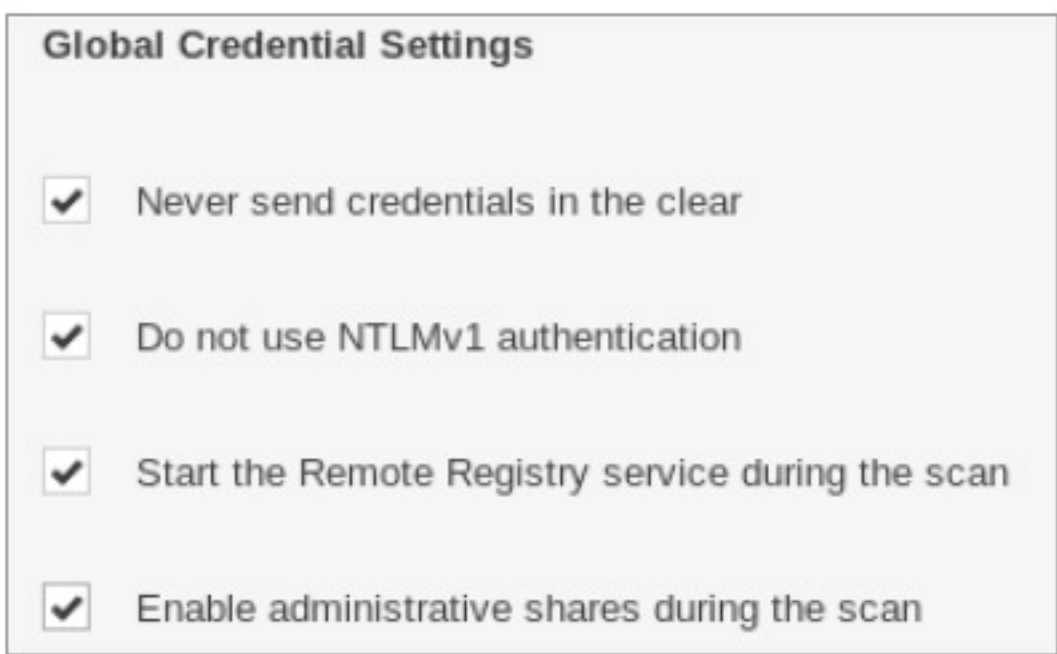 Global Credential Settings
Never send credentials in the clear
Do not use NTLMv1 authentication
Start the Remote Registry service during the scan
Enable administrative shares during the scan